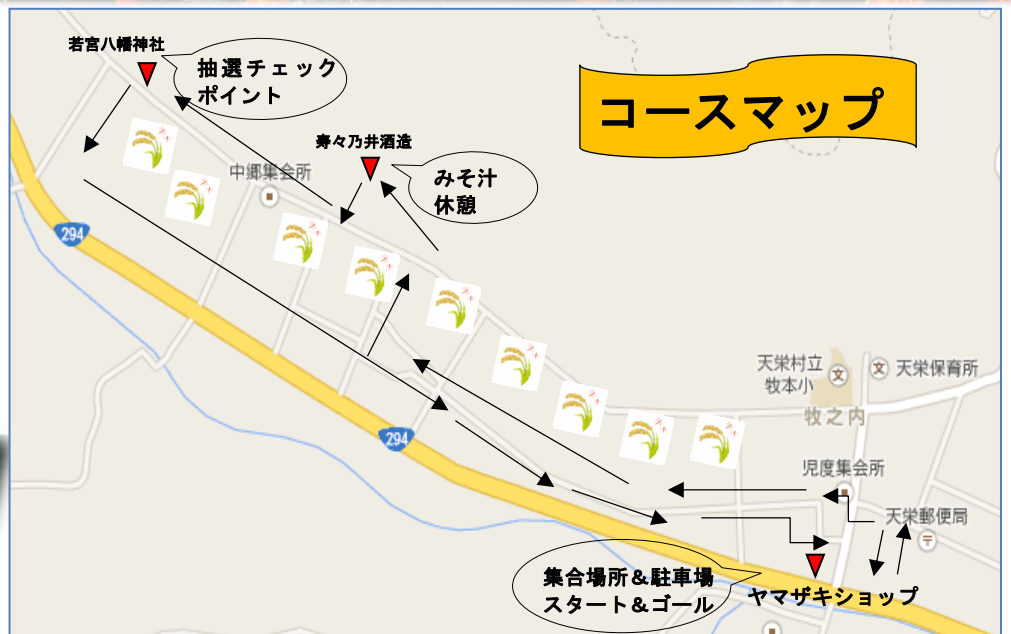 若宮八幡神社
抽選チェック
ポイント
コースマップ
寿々乃井酒造
中郷集会所
みそ汁
休憩
294
天栄村立
牧本小
文
文
天栄保育所
牧之内
294
児度集会所
天栄郵便局
集合場所&駐車場
スタート&ゴール
ヤマザキショップ